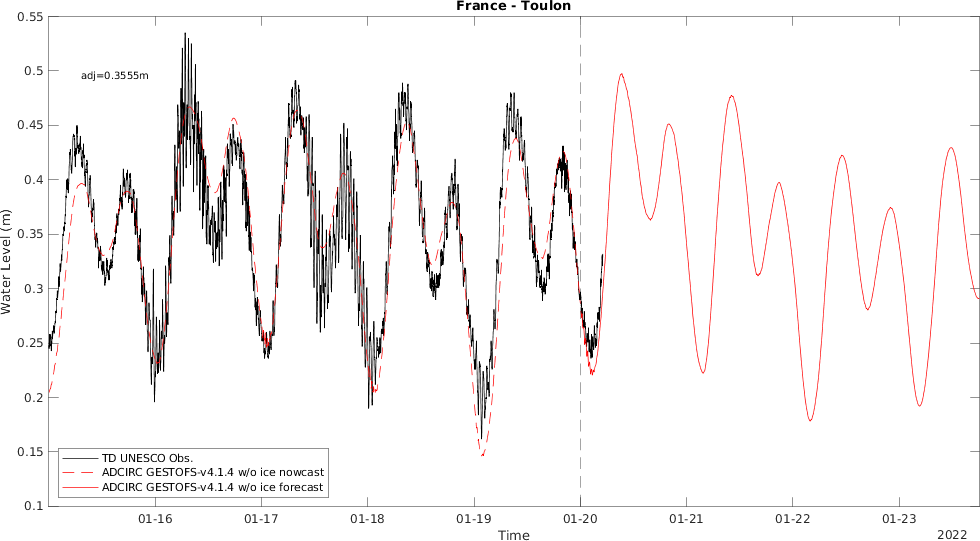 France - Toulon
0.55
0.5
adj=0.3555m
0.45
0.4
0.35
0.3
0.25
0.2
0.15
0.1
Water Level (m)
TD UNESCO Obs.
ADCIRC GESTOFS-v4.1.4 w/o ice nowcast
ADCIRC GESTOFS-v4.1.4 w/o ice forecast
01-16 01-17 01-18 01-19 01-20 01-21 01-22 01-23
Time
2022